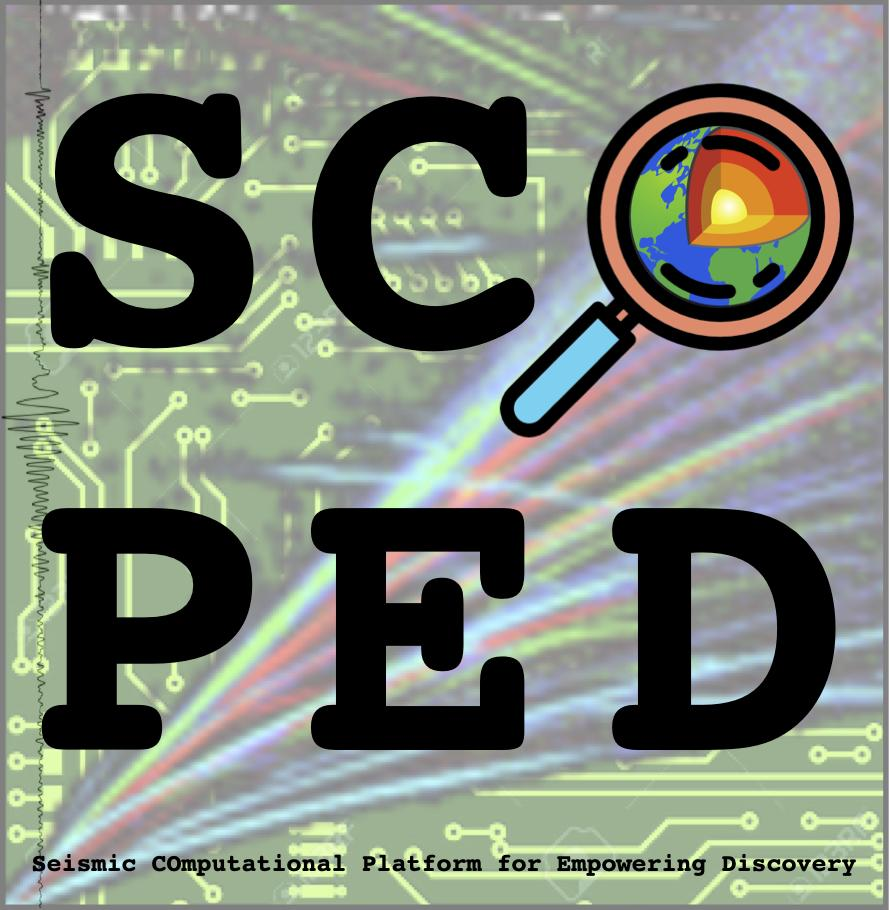 SC
PED
Seismic COmputational Platform for Empowering Discovery